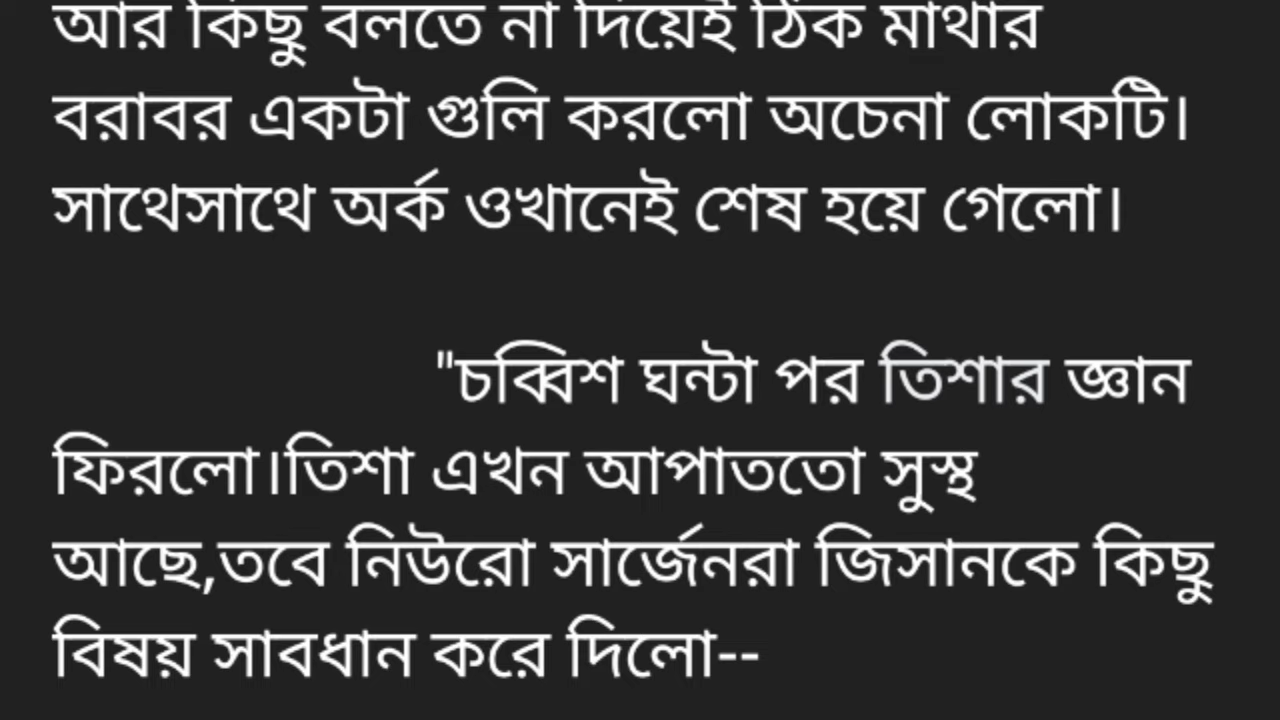 আর কিছু বলতে না দিয়েই ঠিক মাথার
বরাবর একটা গুলি করলো অচেনা লোকটি।
সাথেসাথে অর্ক ওখানেই শেষ হয়ে গেলো।
"চব্বিশ ঘন্টা পর তিশার জ্ঞান
ফিরলো।তিশা এখন আপাততো সুস্থ
আছে,তবে নিউরো সার্জেনরা জিসানকে কিছু
বিষয় সাবধান করে দিলো--